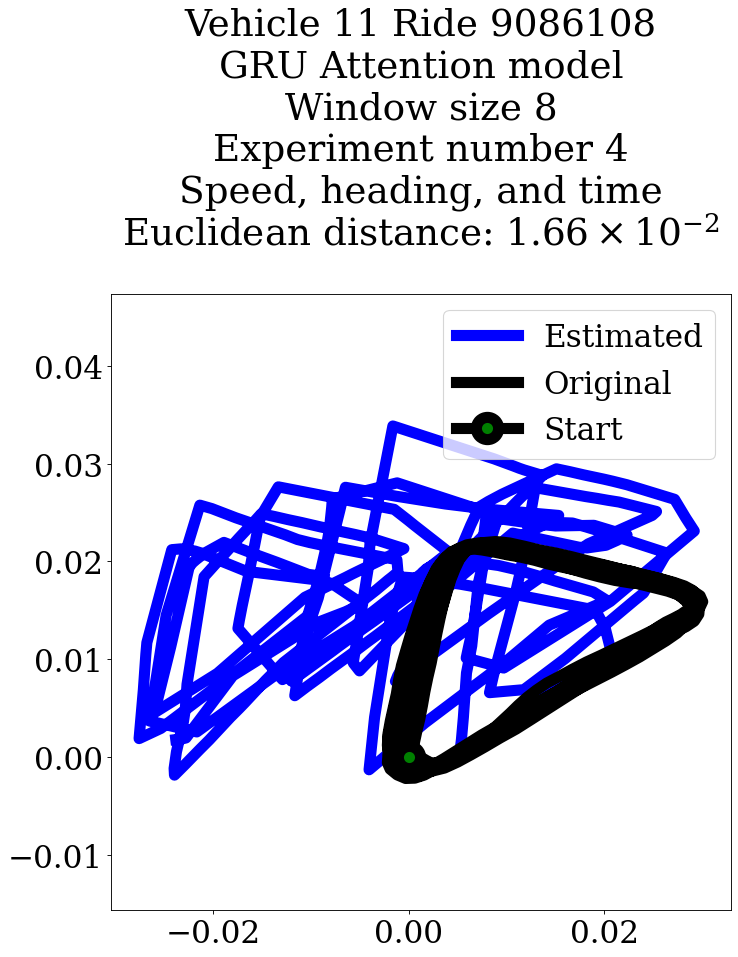 Vehicle 11 Ride 9086108
GRU Attention model
Window size 8
Experiment number 4
Speed, heading, and time
Euclidean distance: 1.66 × 10⁻²
Estimated
Original
Start
0.04
0.03
0.02
0.01
0.00
−0.01
−0.02
0.00
0.02